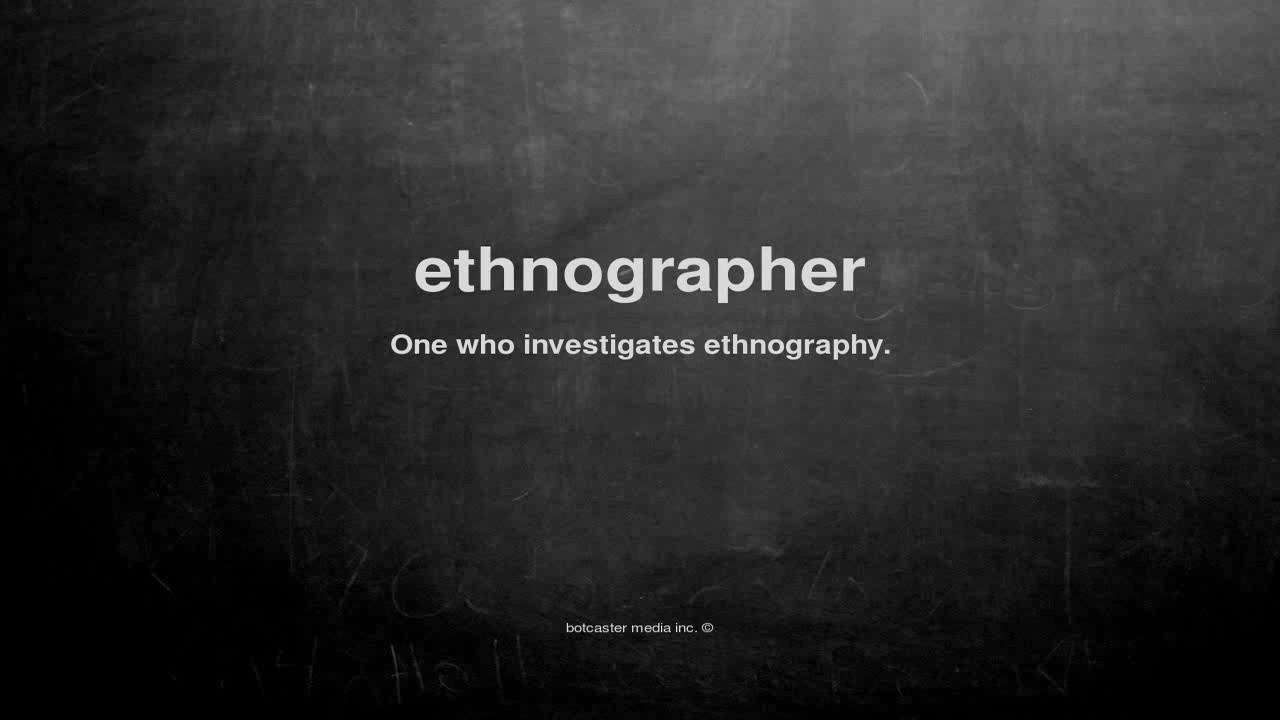 ethnographer
One who investigates ethnography.
botcaster media inc. ©